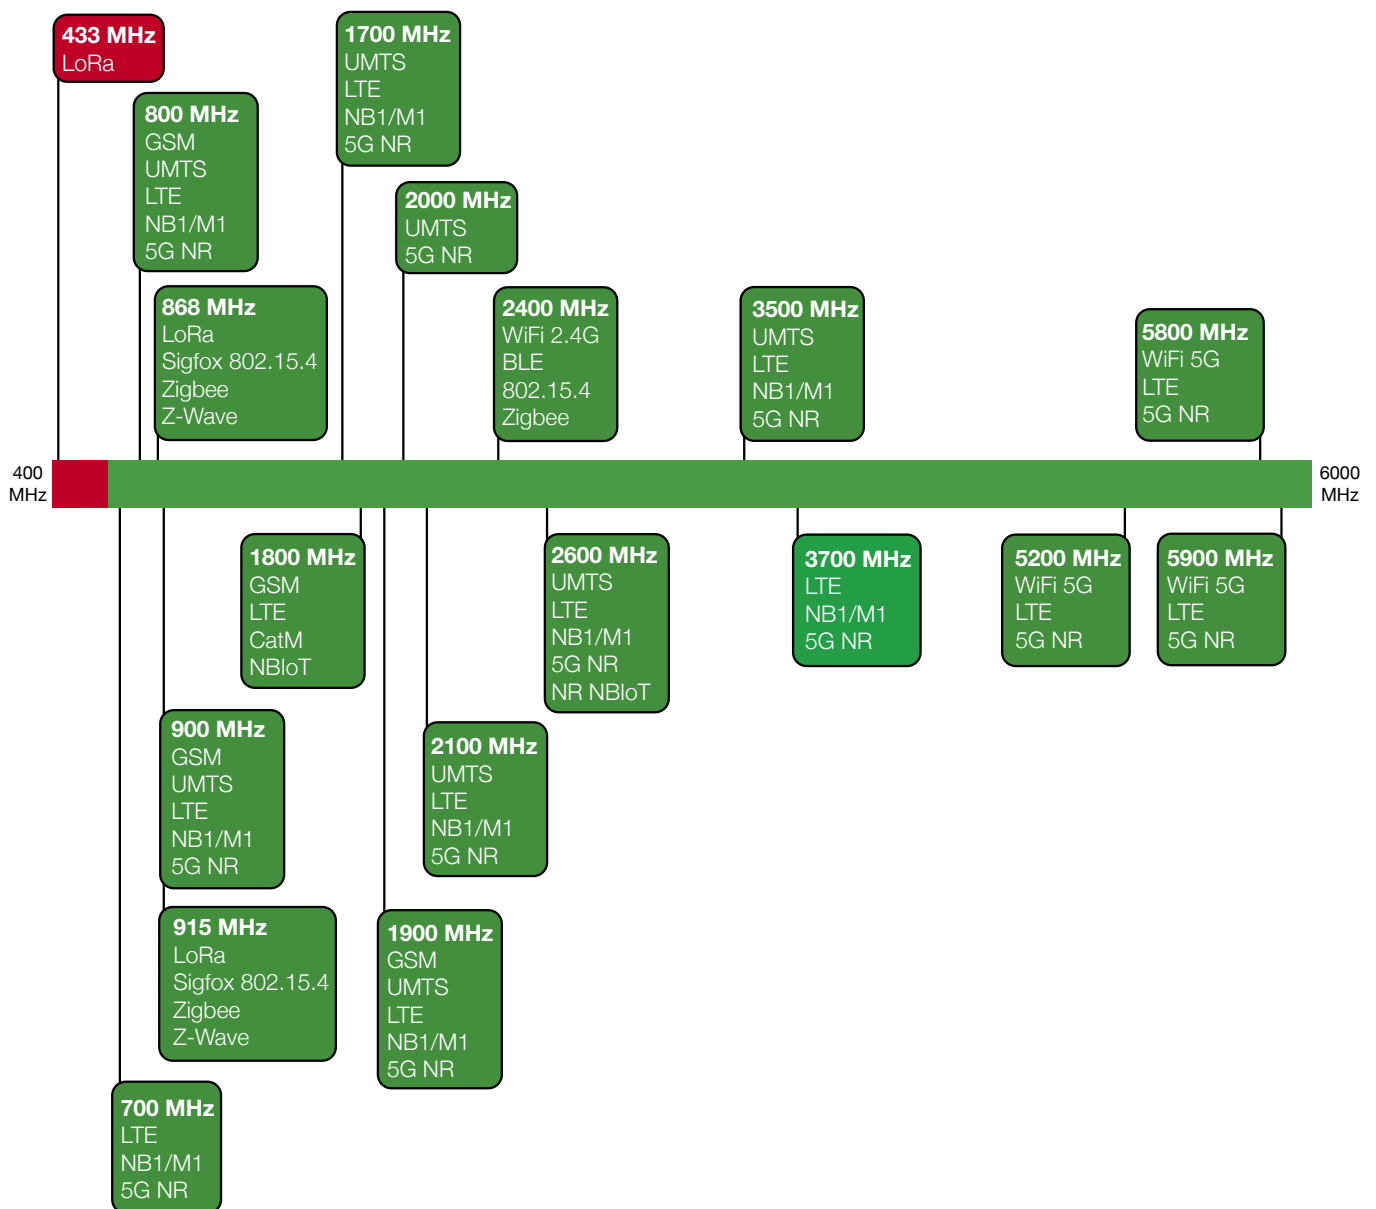 433 MHz
LoRa
800 MHz
GSM
UMTS
LTE
NB1/M1
5G NR
868 MHz
LoRa
Sigfox 802.15.4
Zigbee
Z-Wave
1700 MHz
UMTS
LTE
NB1/M1
5G NR
2000 MHz
UMTS
5G NR
2400 MHz
WiFi 2.4G
BLE
802.15.4
Zigbee
3500 MHz
UMTS
LTE
NB1/M1
5G NR
5800 MHz
WiFi 5G
LTE
5G NR
400
MHz
6000
MHz
1800 MHz
GSM
LTE
CatM
NBIoT
2600 MHz
UMTS
LTE
NB1/M1
5G NR
NR NBIoT
3700 MHz
LTE
NB1/M1
5G NR
5200 MHz
WiFi 5G
LTE
5G NR
5900 MHz
WiFi 5G
LTE
5G NR
900 MHz
GSM
UMTS
LTE
NB1/M1
5G NR
2100 MHz
UMTS
LTE
NB1/M1
5G NR
915 MHz
LoRa
Sigfox 802.15.4
Zigbee
Z-Wave
1900 MHz
GSM
UMTS
LTE
NB1/M1
5G NR
700 MHz
LTE
NB1/M1
5G NR